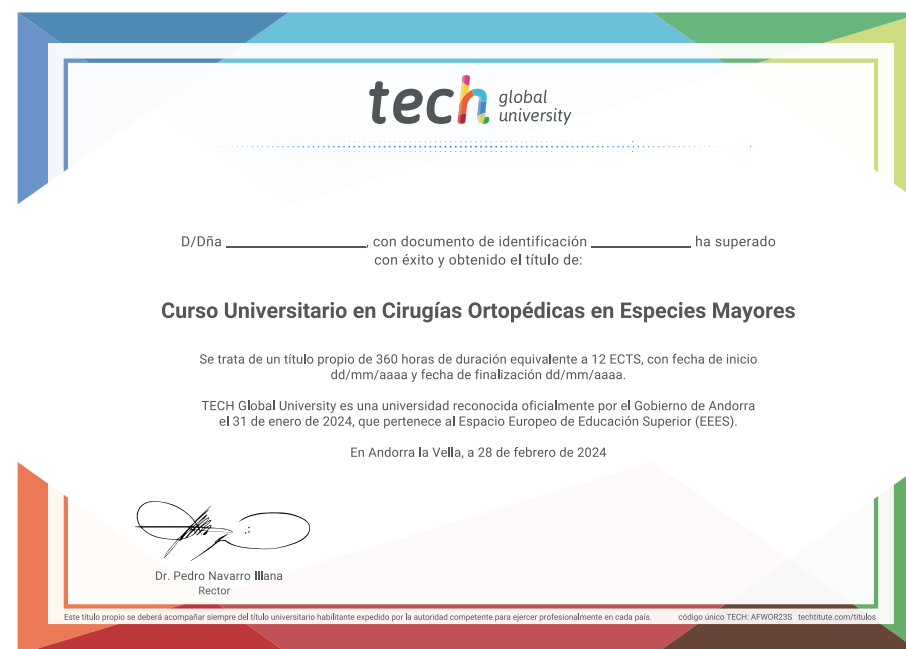 tech global
university
D/Dña ____________, con documento de identificación ____________ ha superado
con éxito y obtenido el título de:
Curso Universitario en Cirugías Ortopédicas en Especies Mayores
Se trata de un título propio de 360 horas de duración equivalente a 12 ECTS, con fecha de inicio
dd/mm/aaaa y fecha de finalización dd/mm/aaaa.
TECH Global University es una universidad reconocida oficialmente por el Gobierno de Andorra
el 31 de enero de 2024, que pertenece al Espacio Europeo de Educación Superior (EEES).
En Andorra la Vella, a 28 de febrero de 2024
Dr. Pedro Navarro Illana
Rector
Este título propio se deberá acompañar siempre del título universitario habilitante expedido por la autoridad competente para ejercer profesionalmente en cada país. código único TECH: AFWOR23S techtitute.com/titulos